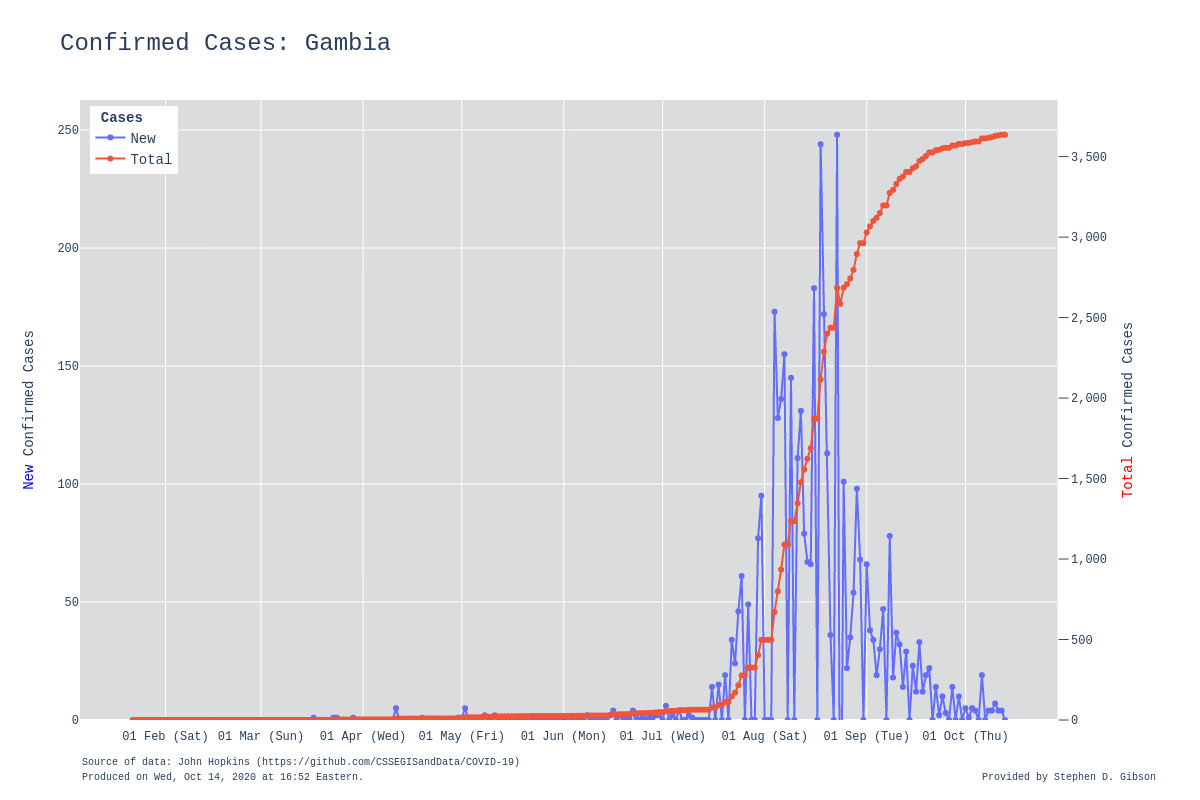 Confirmed Cases: Gambia
Cases
New
Total
250
200
150
100
50
0
3,500
3,000
2,500
2,000
1,500
1,000
500
0
New Confirmed Cases
Total Confirmed Cases
01 Feb (Sat)
01 Mar (Sun)
01 Apr (Wed)
01 May (Fri)
01 Jun (Mon)
01 Jul (Wed)
01 Aug (Sat)
01 Sep (Tue)
01 Oct (Thu)
Source of data: John Hopkins (https://github.com/CSSEGISandData/COVID-19)
Produced on Wed, Oct 14, 2020 at 16:52 Eastern.
Provided by Stephen D. Gibson